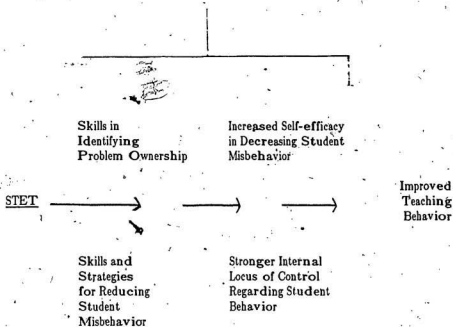 Skills in
Identifying
Problem Ownership
Increased Self-efficacy
in Decreasing Student
Misbehavior
STET
Improved
Teaching
Behavior
Skills and
Strategies
for Reducing
Student
Misbehavior
Stronger Internal
Locus of Control
Regarding Student
Behavior